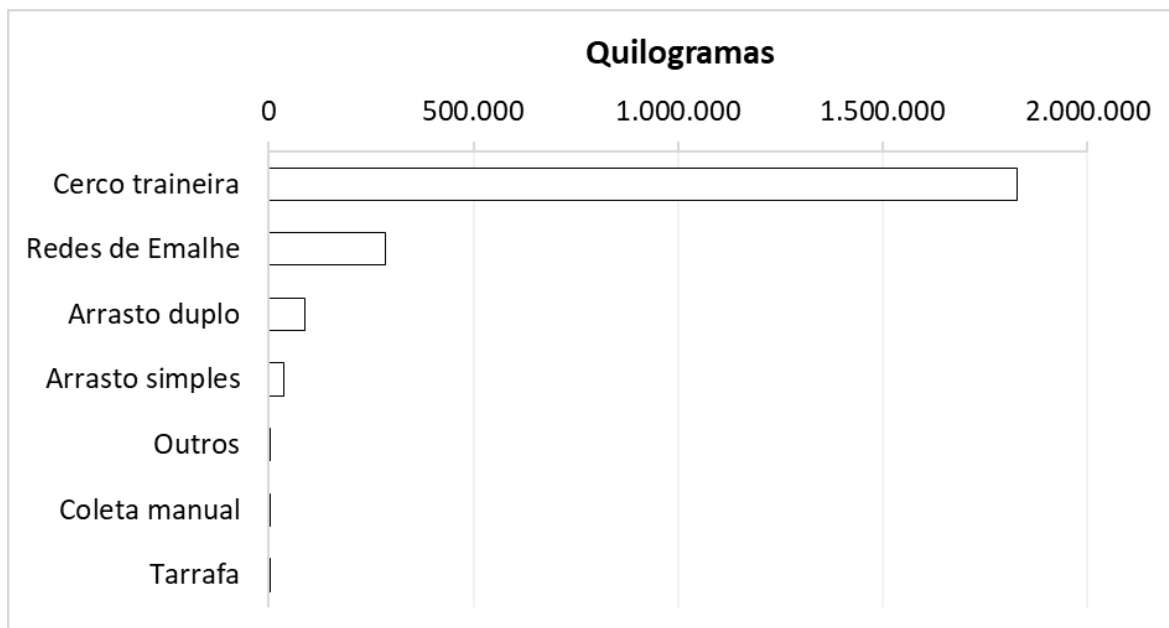 Quilogramas
0 500.000 1.000.000 1.500.000 2.000.000
Cerco traineira
Redes de Emalhe
Arrasto duplo
Arrasto simples
Outros
Coleta manual
Tarrafa